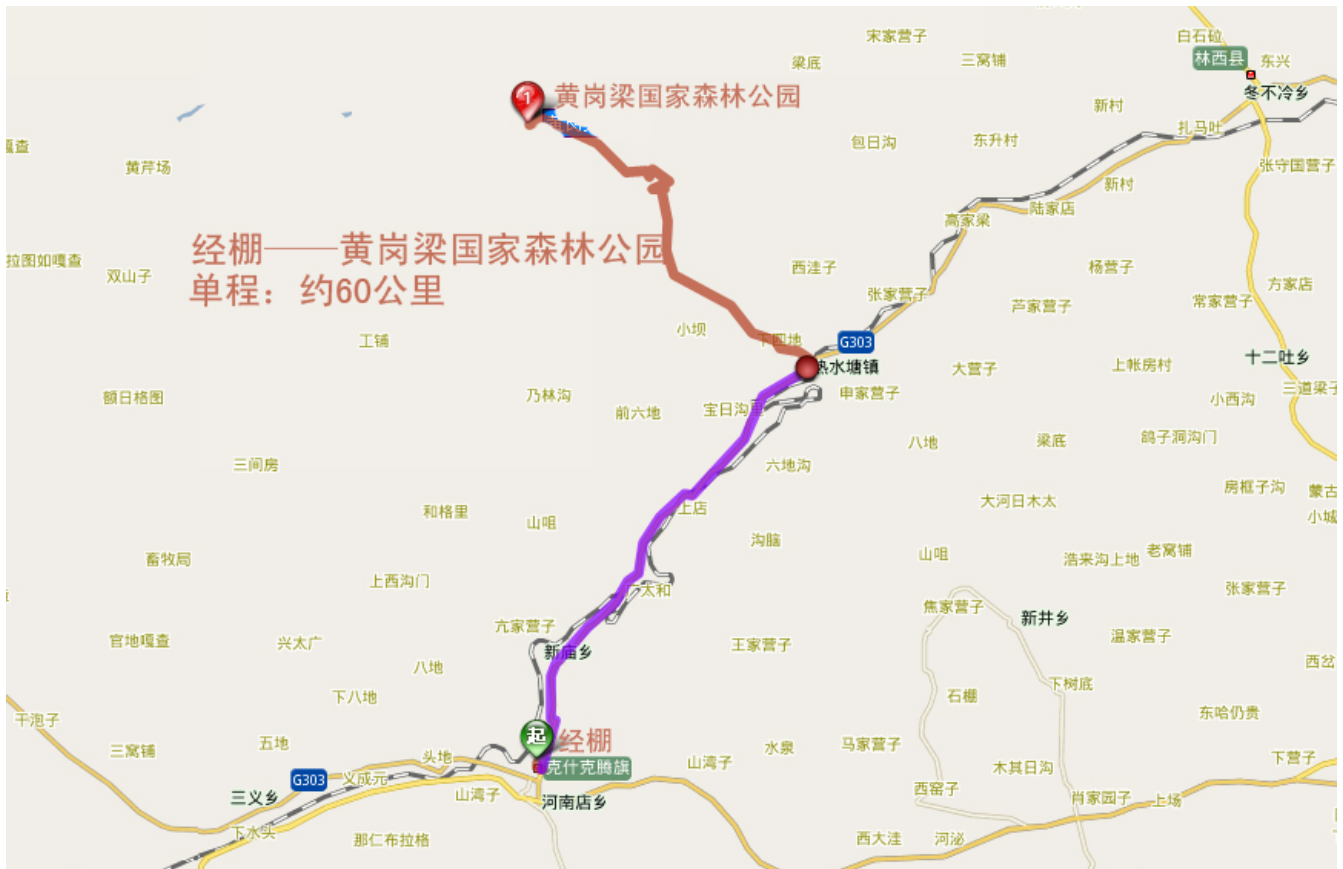 宋家营子
白石砬
梁底
三窝铺
林西县
东兴
1
黄岗梁国家森林公园
新村
冬不冷乡
嘎查
黄芹场
包日沟
东升村
扎马吐
张守国营子
新村
高家梁
陆家店
经棚——黄岗梁国家森林公园
拉图如嘎查
双山子
西洼子
杨营子
单程：约60公里
张家营子
芦家营子
常家营子
方家店
工铺
小坝
下四地
G303
热水塘镇
大营子
上帐房村
十二吐乡
额日格图
乃林沟
前六地
宝日沟里
申家营子
小西沟
三道梁子
八地
梁底
鸽子洞沟门
三间房
六地沟
房框子沟
蒙古
和格里
山咀
上店
大河日木太
小城
沟脑
畜牧局
山咀
浩来沟上地
老窝铺
上西沟门
广太和
张家营子
焦家营子
新井乡
官地嘎查
兴太广
亢家营子
新庙乡
王家营子
温家营子
八地
西岔
下八地
石棚
下树底
干泡子
三窝铺
五地
头地
起
经棚
水泉
马家营子
东哈仍贵
克什克腾旗
山湾子
木其日沟
下营子
G303
义成元
三义乡
山湾子
河南店乡
西窑子
肖家园子
上场
下水头
那仁布拉格
西大洼
河泌